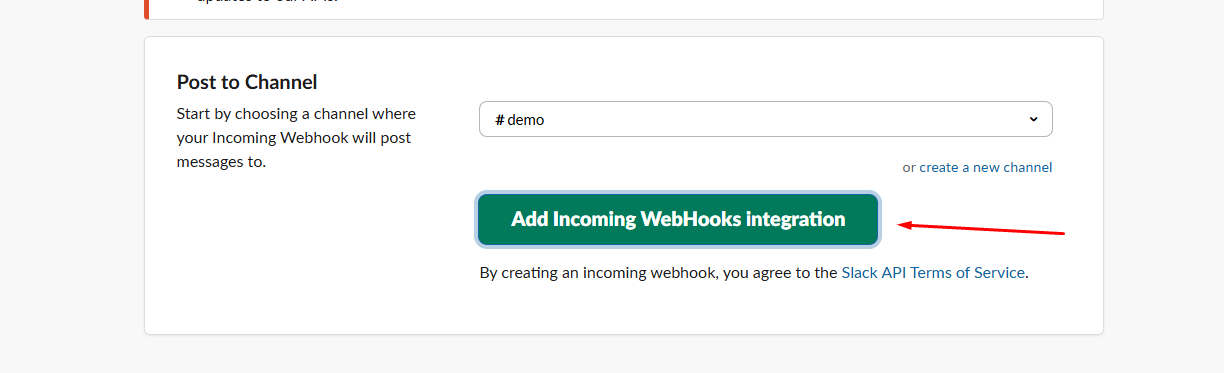 Post to Channel
Start by choosing a channel where
your Incoming Webhook will post
messages to.
# demo
or create a new channel
Add Incoming WebHooks integration
By creating an incoming webhook, you agree to the Slack API Terms of Service.